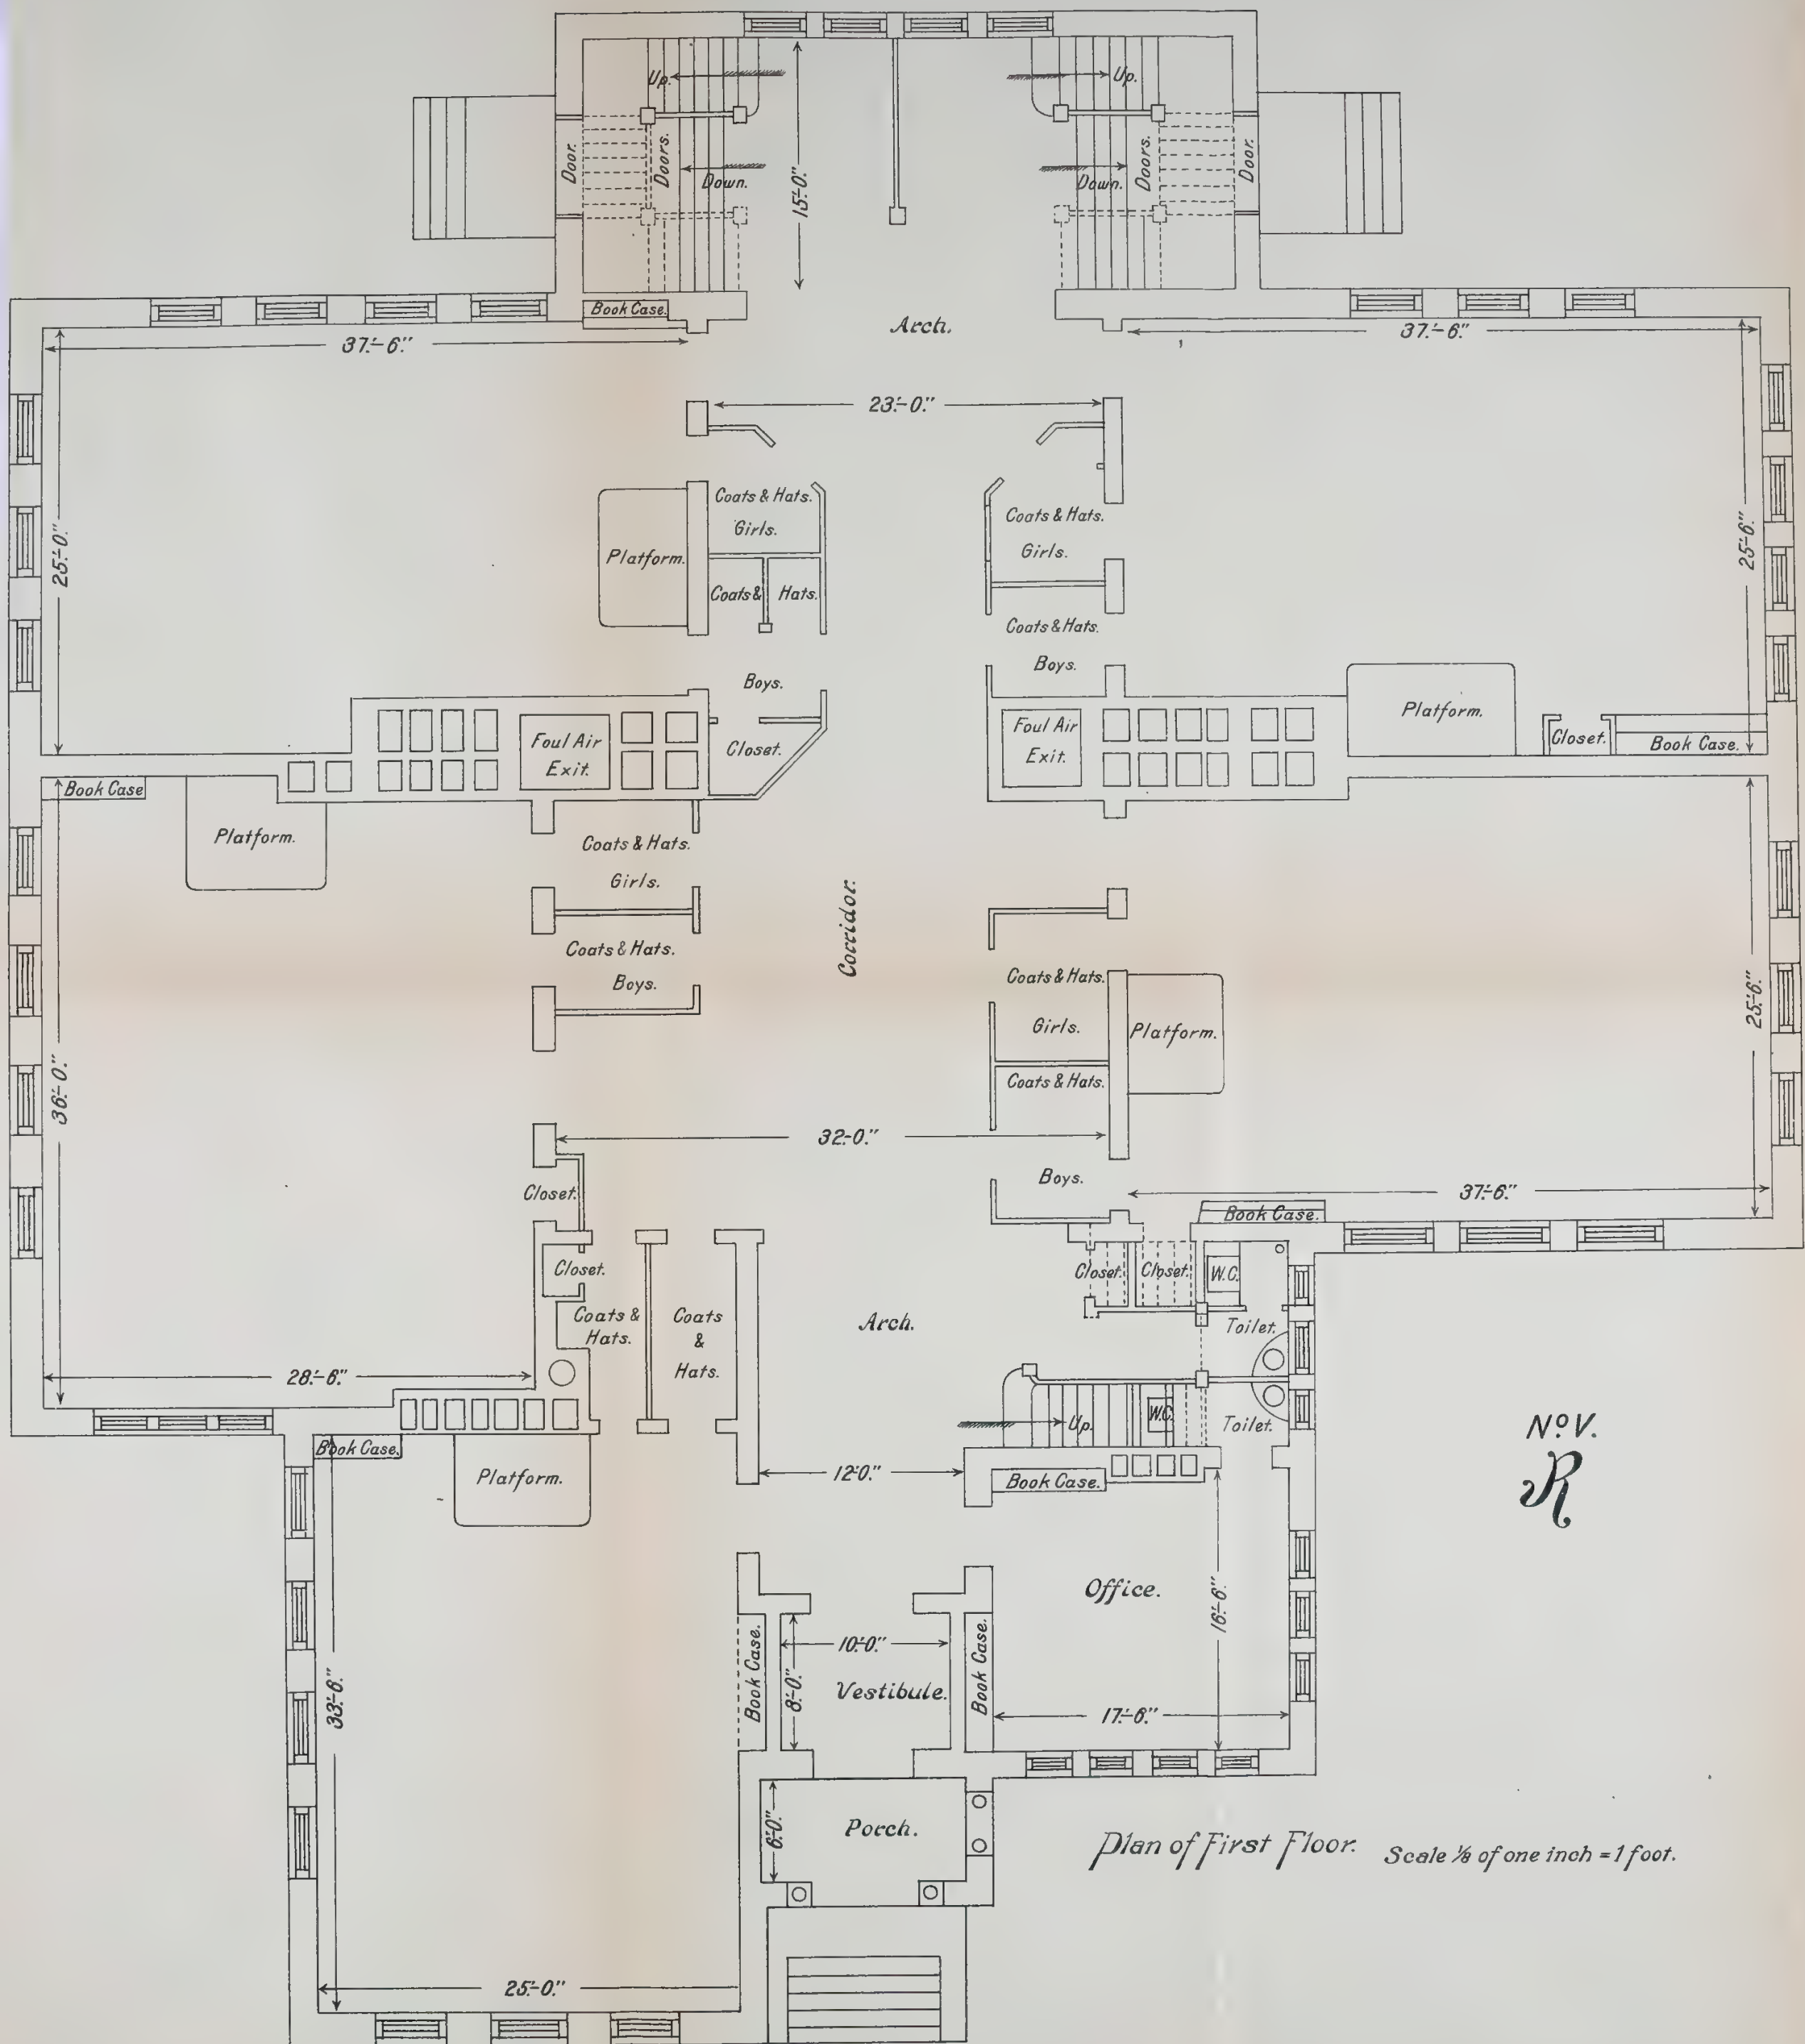 Up.
Up.
Door.
Doors.
Down.
15'-0"
Down.
Doors.
Door.
Book Case.
Arch.
37'-6"
37'-6"
23'-0"
25'-0"
Platform.
Coats & Hats.
Girls.
Coats &
Hats.
Boys.
Closet.
Coats & Hats.
Girls.
Coats & Hats.
Boys.
25'-6"
Foul Air
Exit.
Foul Air
Exit.
Platform.
Closet.
Book Case.
Book Case
Platform.
Coats & Hats.
Girls.
Coats & Hats.
Boys.
Corridor.
Coats & Hats.
Girls.
Platform.
Coats & Hats.
Boys.
25'-6"
36'-0"
32'-0"
37'-6"
Closet.
Book Case.
Closet.
Closet.
Closet.
W.C.
Coats &
Hats.
Coats
&
Hats.
Arch.
Toilet.
28'-6"
Up.
W.C.
Toilet.
Book Case.
Platform.
12'-0"
Book Case.
No V.
R
Office.
16'-6"
33'-6"
Book Case.
10'-0"
8'-0"
Vestibule.
Book Case.
17'-6"
6'-0"
Porch.
Plan of First Floor.
Scale 1/8 of one inch = 1 foot.
25'-0"